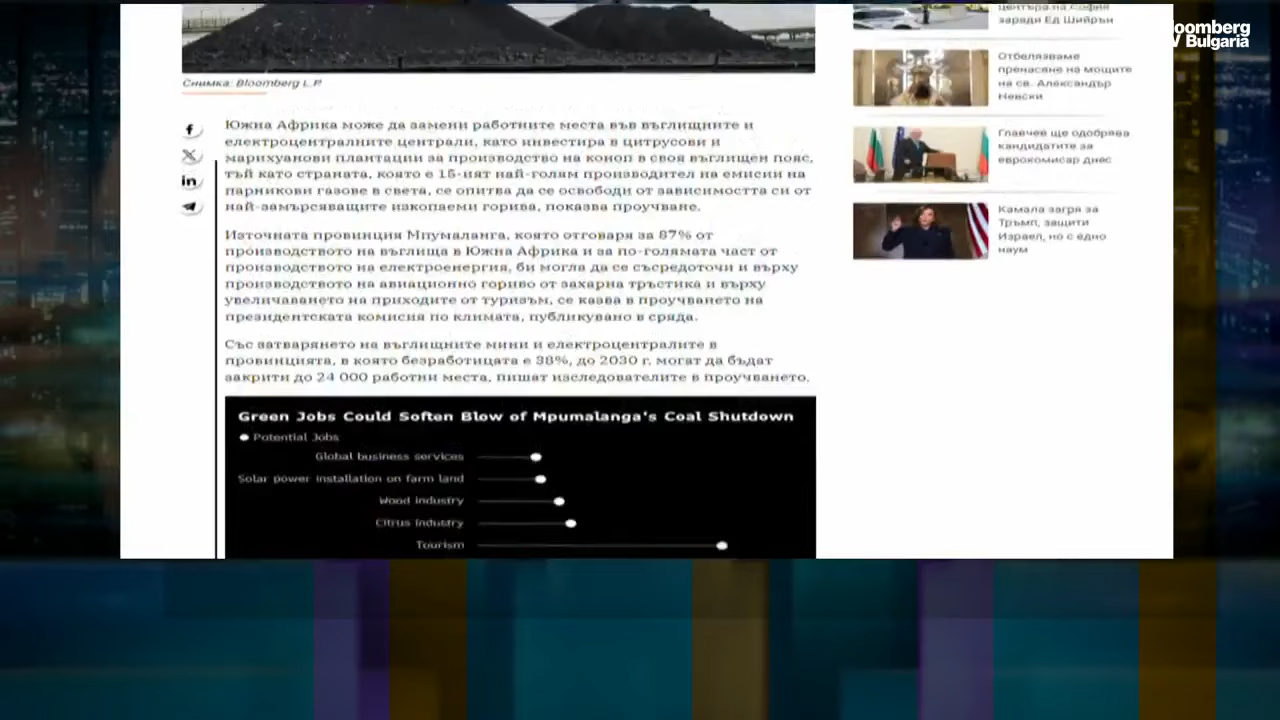 Снимка: Bloomberg L.P
Южна Африка може да замени работните места във въглищните и
електроцентралните централи, като инвестира в цитрусови и
марихуанови плантации за производство на коноп в своя въглищен пояс,
тъй като страната, която е 15-ият най-голям производител на емисии на
парникови газове в света, се опитва да се освободи от зависимостта си от
най-замърсяващите изкопаеми горива, показва проучване.
Източната провинция Мпумаланга, която отговаря за 87% от
производството на въглища в Южна Африка и за по-голямата част от
производството на електроенергия, би могла да се съсредоточи и върху
производството на авиационно гориво от захарна тръстика и върху
увеличаването на приходите от туризъм, се казва в проучването на
президентската комисия по климата, публикувано в сряда.
Със затварянето на въглищните мини и електроцентралите в
провинцията, в която безработицата е 38%, до 2030 г. могат да бъдат
закрити до 24 000 работни места, пишат изследователите в проучването.
Green Jobs Could Soften Blow of Mpumalanga's Coal Shutdown
Potential Jobs
Global business services
Solar power installation on farm land
Wood industry
Citrus industry
Tourism
центъра на София
заради Ед Шийрън
Отбелязваме
пренасяне на мощите
на св. Александър
Невски
Главчев ще одобрява
кандидатите за
еврокомисар днес
Камала загря за
Тръмп, защити
Израел, но с едно
наум
Bloomberg
TV Bulgaria